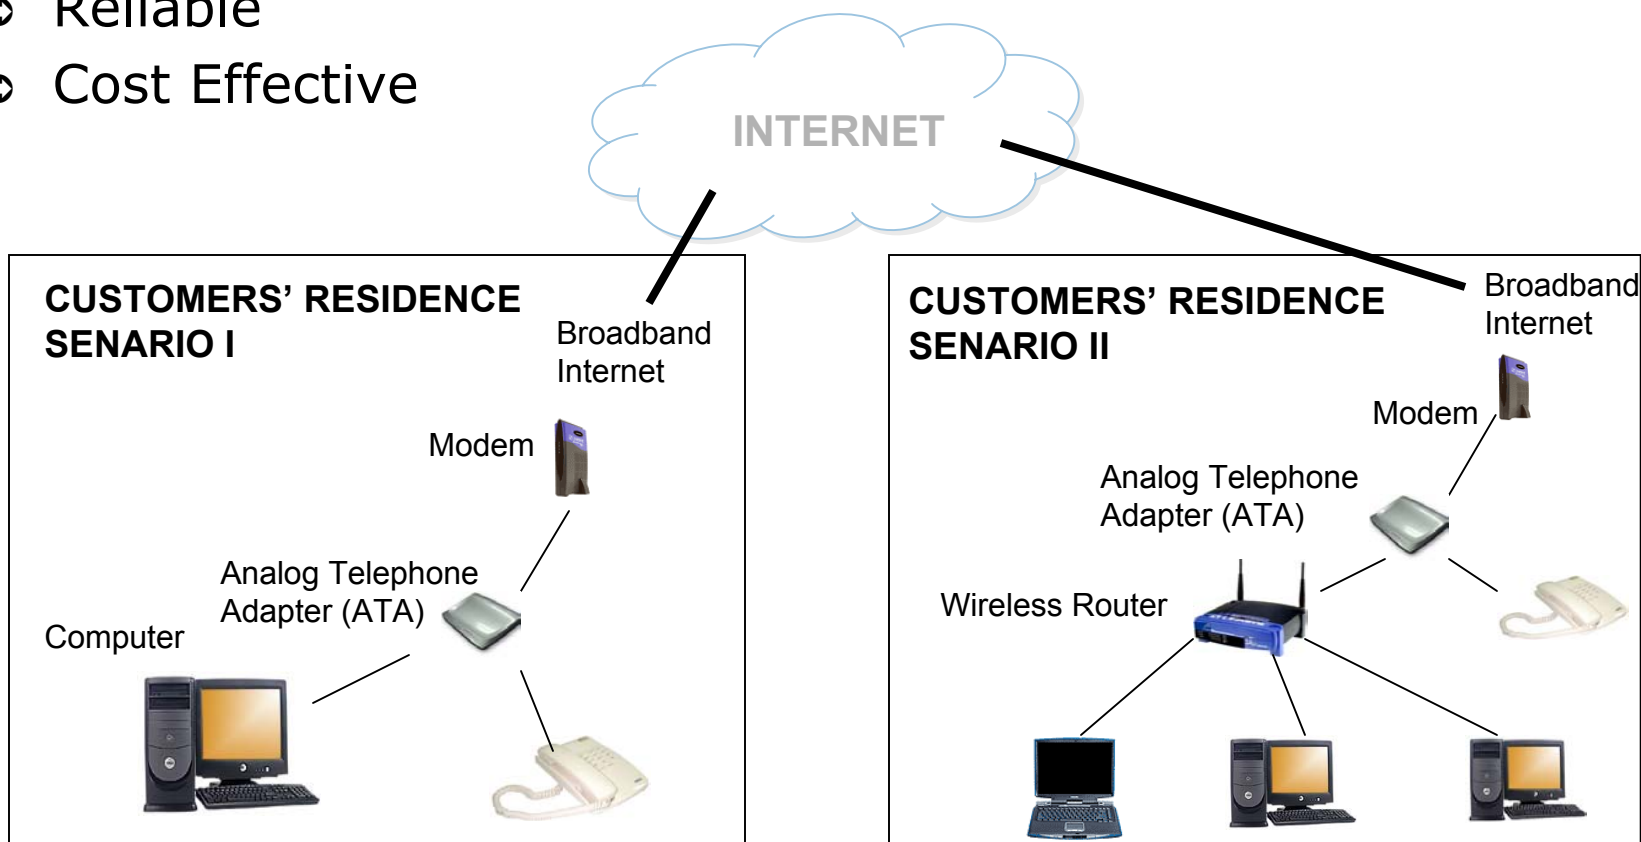 Reliable
Cost Effective
INTERNET
CUSTOMERS’ RESIDENCE
SENARIO I
Broadband
Internet
Modem
Analog Telephone
Adapter (ATA)
Computer
CUSTOMERS’ RESIDENCE
SENARIO II
Broadband
Internet
Modem
Analog Telephone
Adapter (ATA)
Wireless Router